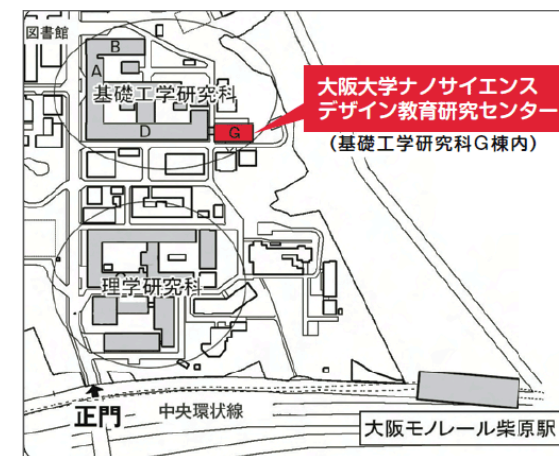 図書館
B
A
基礎工学研究科
D
G
大阪大学ナノサイエンス
デザイン教育研究センター
(基礎工学研究科G棟内)
理学研究科
正門
中央環状線
大阪モノレール柴原駅